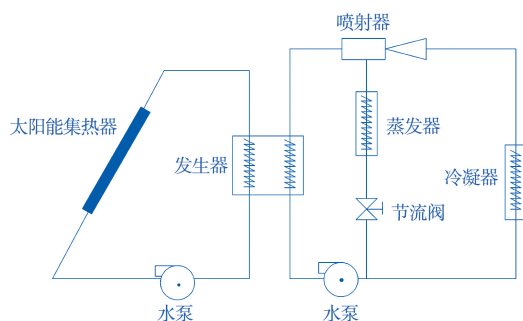 喷射器
太阳能集热器
蒸发器
发生器
冷凝器
节流阀
水泵
水泵